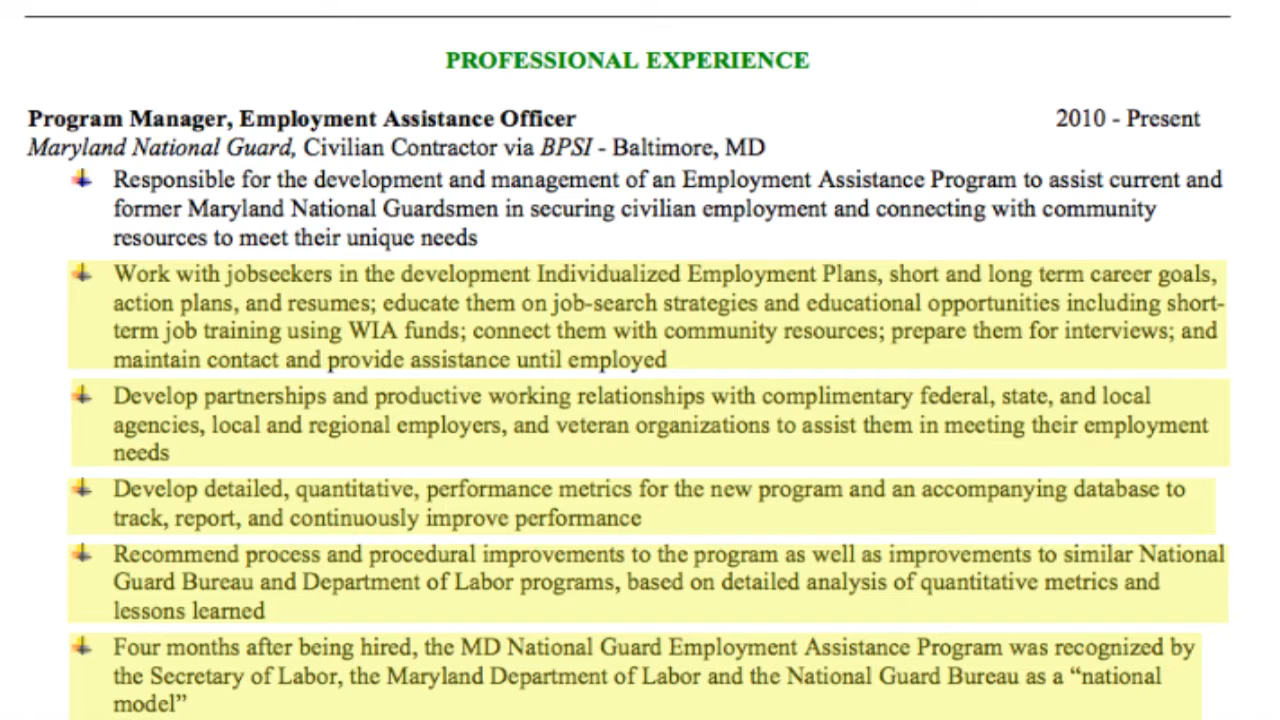 PROFESSIONAL EXPERIENCE
Program Manager, Employment Assistance Officer 2010 - Present
Maryland National Guard, Civilian Contractor via BPSI - Baltimore, MD
Responsible for the development and management of an Employment Assistance Program to assist current and
former Maryland National Guardsmen in securing civilian employment and connecting with community
resources to meet their unique needs
Work with jobseekers in the development Individualized Employment Plans, short and long term career goals,
action plans, and resumes; educate them on job-search strategies and educational opportunities including short-
term job training using WIA funds; connect them with community resources; prepare them for interviews; and
maintain contact and provide assistance until employed
Develop partnerships and productive working relationships with complimentary federal, state, and local
agencies, local and regional employers, and veteran organizations to assist them in meeting their employment
needs
Develop detailed, quantitative, performance metrics for the new program and an accompanying database to
track, report, and continuously improve performance
Recommend process and procedural improvements to the program as well as improvements to similar National
Guard Bureau and Department of Labor programs, based on detailed analysis of quantitative metrics and
lessons learned
Four months after being hired, the MD National Guard Employment Assistance Program was recognized by
the Secretary of Labor, the Maryland Department of Labor and the National Guard Bureau as a “national
model”